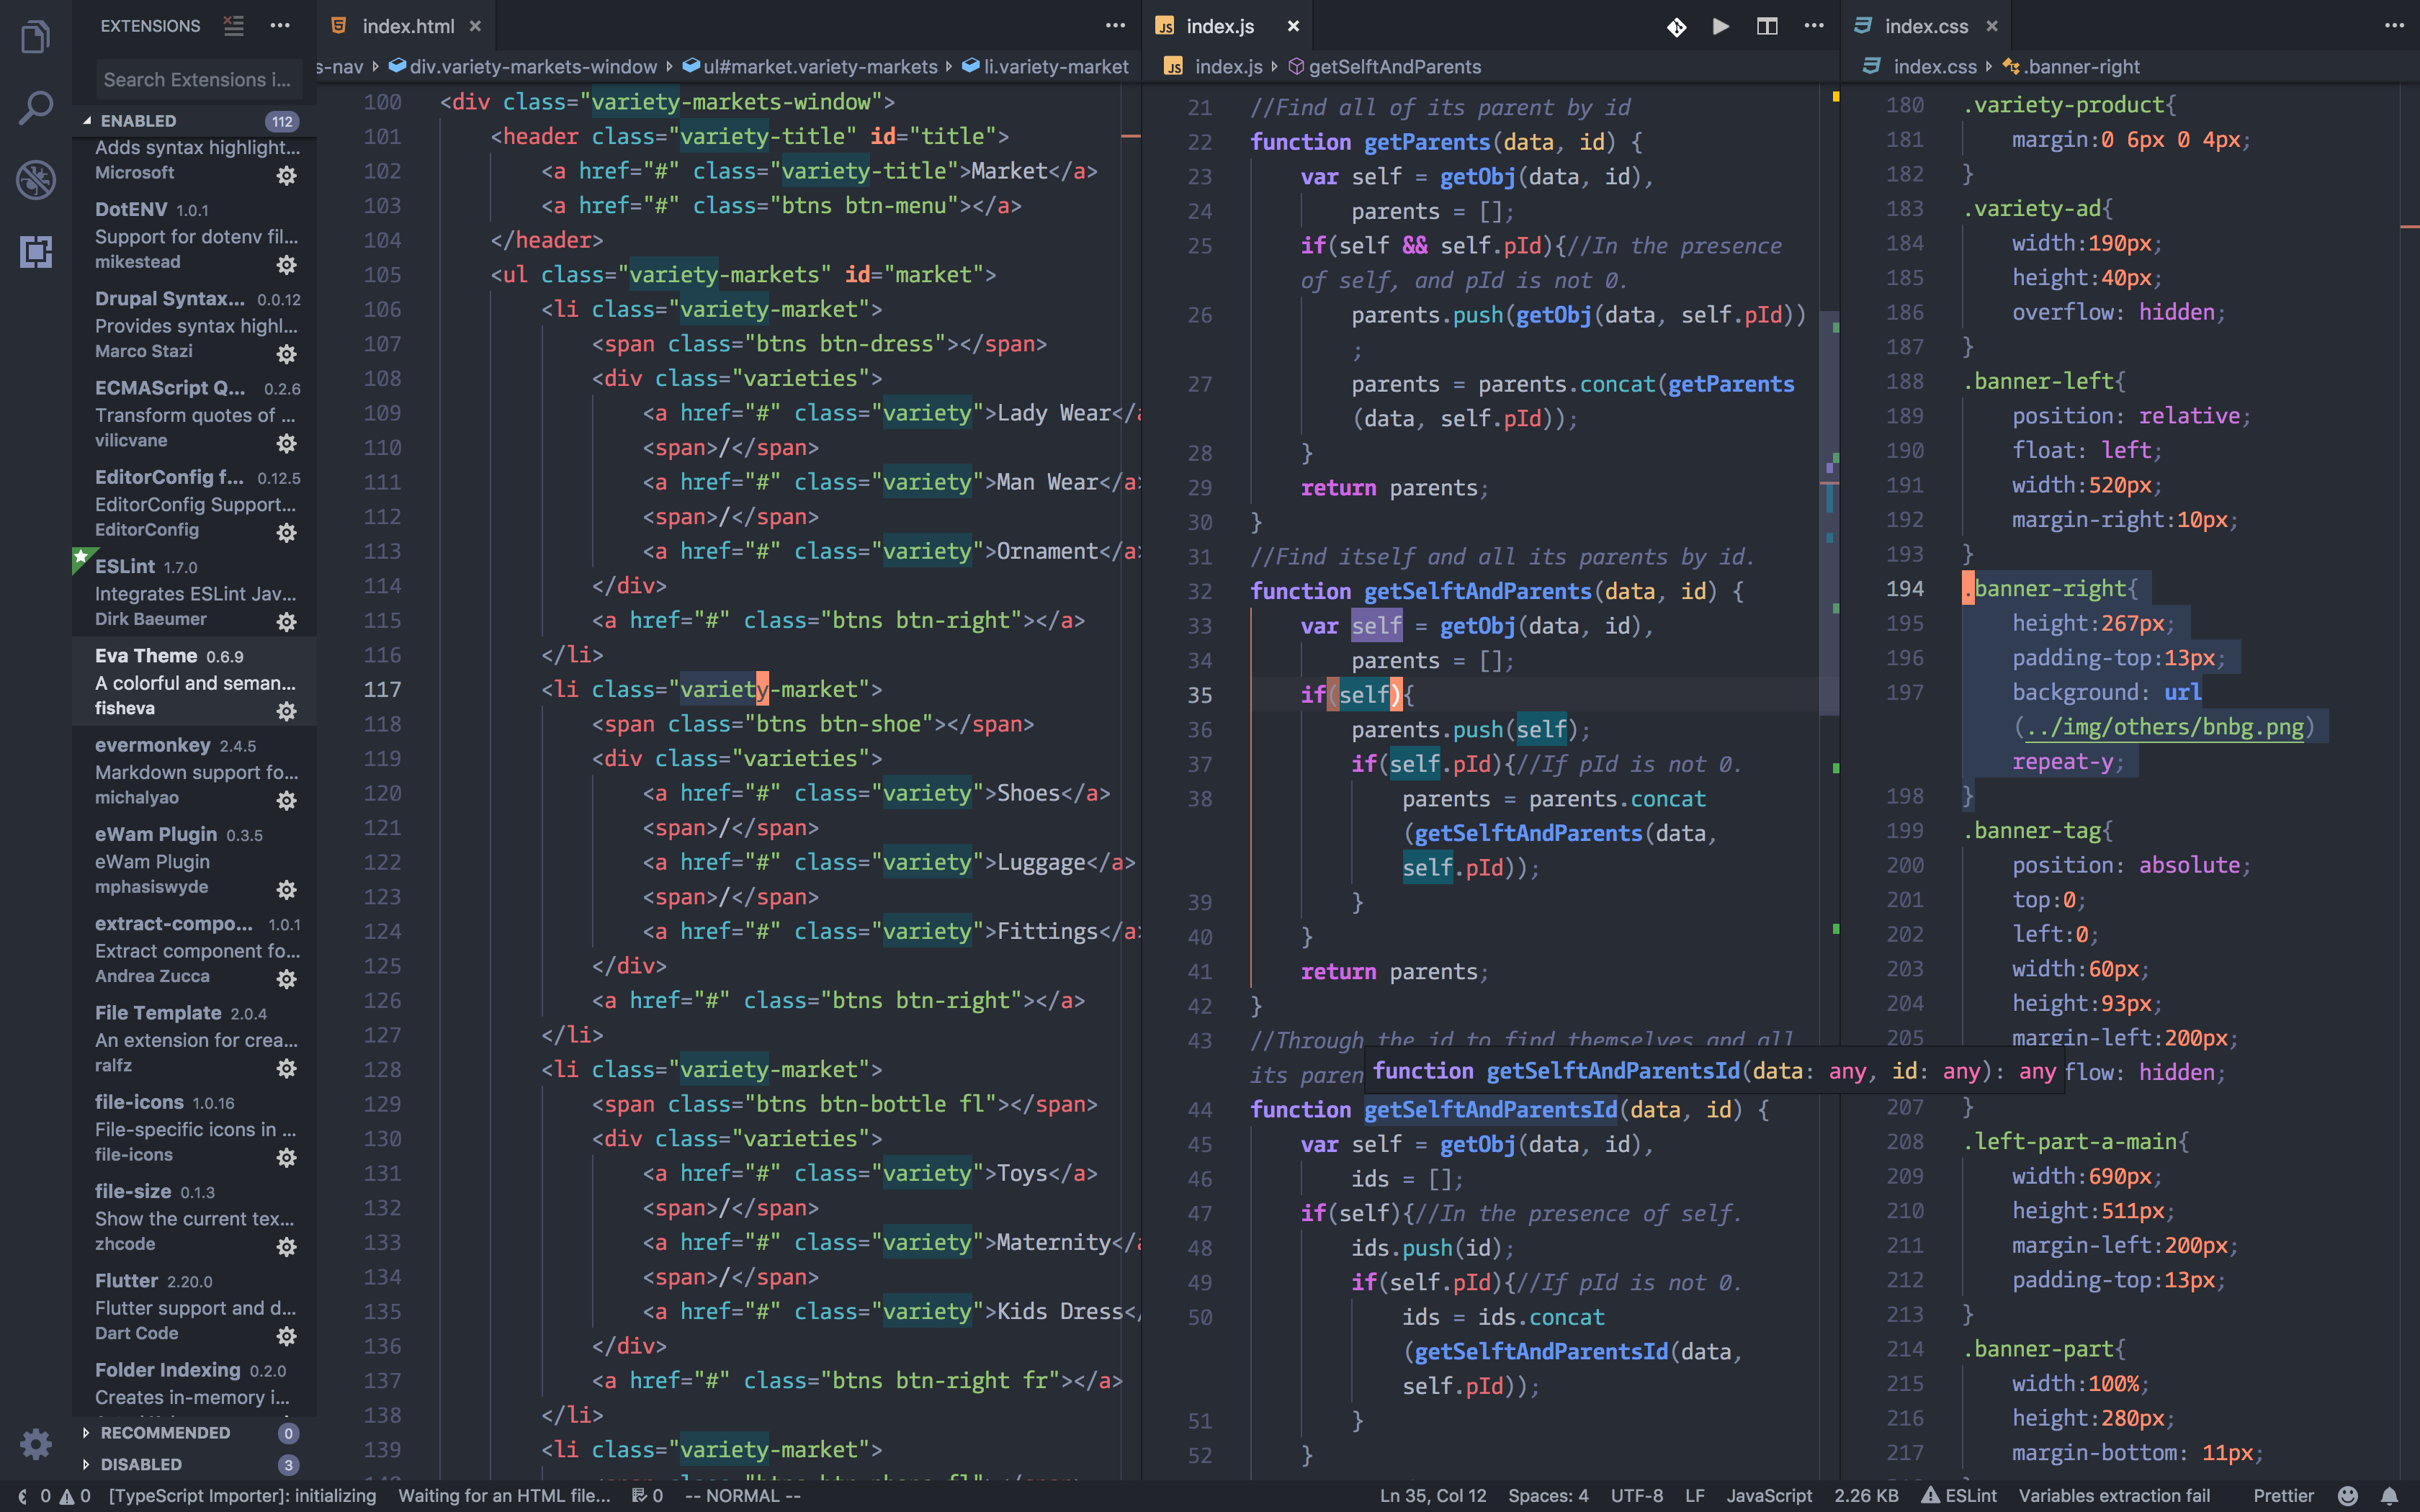 EXTENSIONS
Search Extensions i...
ENABLED 112
Adds syntax highlight...
Microsoft
DotENV 1.0.1
Support for dotenv fil...
mikestead
Drupal Syntax... 0.0.12
Provides syntax highl...
Marco Stazi
ECMAScript Q... 0.2.6
Transform quotes of ...
vilicvane
EditorConfig f... 0.12.5
EditorConfig Support...
EditorConfig
ESLint 1.7.0
Integrates ESLint Jav...
Dirk Baeumer
Eva Theme 0.6.9
A colorful and seman...
fisheva
evermonkey 2.4.5
Markdown support fo...
michalyao
eWam Plugin 0.3.5
eWam Plugin
mphasiswyde
extract-compo... 1.0.1
Extract component fo...
Andrea Zucca
File Template 2.0.4
An extension for crea...
ralfz
file-icons 1.0.16
File-specific icons in ...
file-icons
file-size 0.1.3
Show the current tex...
zhcode
Flutter 2.20.0
Flutter support and d...
Dart Code
Folder Indexing 0.2.0
Creates in-memory i...
RECOMMENDED 0
DISABLED 3
index.html
s-nav div.variety-markets-window ul#market.variety-markets li.variety-market
100 <div class="variety-markets-window">
101 <header class="variety-title" id="title">
102 <a href="#" class="variety-title">Market</a>
103 <a href="#" class="btns btn-menu"></a>
104 </header>
105 <ul class="variety-markets" id="market">
106 <li class="variety-market">
107 <span class="btns btn-dress"></span>
108 <div class="varieties">
109 <a href="#" class="variety">Lady Wear</a
110 <span>/</span>
111 <a href="#" class="variety">Man Wear</a>
112 <span>/</span>
113 <a href="#" class="variety">Ornament</a>
114 </div>
115 <a href="#" class="btns btn-right"></a>
116 </li>
117 <li class="variety-market">
118 <span class="btns btn-shoe"></span>
119 <div class="varieties">
120 <a href="#" class="variety">Shoes</a>
121 <span>/</span>
122 <a href="#" class="variety">Luggage</a>
123 <span>/</span>
124 <a href="#" class="variety">Fittings</a>
125 </div>
126 <a href="#" class="btns btn-right"></a>
127 </li>
128 <li class="variety-market">
129 <span class="btns btn-bottle fl"></span>
130 <div class="varieties">
131 <a href="#" class="variety">Toys</a>
132 <span>/</span>
133 <a href="#" class="variety">Maternity</a
134 <span>/</span>
135 <a href="#" class="variety">Kids Dress</
136 </div>
137 <a href="#" class="btns btn-right fr"></a>
138 </li>
139 <li class="variety-market">
index.js
index.js getSelftAndParents
21 //Find all of its parent by id
22 function getParents(data, id) {
23 var self = getObj(data, id),
24 parents = [];
25 if(self && self.pId){//In the presence
of self, and pId is not 0.
26 parents.push(getObj(data, self.pId))
;
27 parents = parents.concat(getParents
(data, self.pId));
28 }
29 return parents;
30 }
31 //Find itself and all its parents by id.
32 function getSelftAndParents(data, id) {
33 var self = getObj(data, id),
34 parents = [];
35 if(self){
36 parents.push(self);
37 if(self.pId){//If pId is not 0.
38 parents = parents.concat
(getSelftAndParents(data,
self.pId));
39 }
40 }
41 return parents;
42 }
43 //Through the id to find themselves and all
its paren
function getSelftAndParentsId(data: any, id: any): any
44 function getSelftAndParentsId(data, id) {
45 var self = getObj(data, id),
46 ids = [];
47 if(self){//In the presence of self.
48 ids.push(id);
49 if(self.pId){//If pId is not 0.
50 ids = ids.concat
(getSelftAndParentsId(data,
self.pId));
51 }
52 }
index.css
index.css .banner-right
180 .variety-product{
181 margin:0 6px 0 4px;
182 }
183 .variety-ad{
184 width:190px;
185 height:40px;
186 overflow: hidden;
187 }
188 .banner-left{
189 position: relative;
190 float: left;
191 width:520px;
192 margin-right:10px;
193 }
194 .banner-right{
195 height:267px;
196 padding-top:13px;
197 background: url
(../img/others/bnbg.png)
repeat-y;
198 }
199 .banner-tag{
200 position: absolute;
201 top:0;
202 left:0;
203 width:60px;
204 height:93px;
205 margin-left:200px;
flow: hidden;
207 }
208 .left-part-a-main{
209 width:690px;
210 height:511px;
211 margin-left:200px;
212 padding-top:13px;
213 }
214 .banner-part{
215 width:100%;
216 height:280px;
217 margin-bottom: 11px;
0 0 [TypeScript Importer]: initializing Waiting for an HTML file... 0 -- NORMAL -- Ln 35, Col 12 Spaces: 4 UTF-8 LF JavaScript 2.26 KB ESLint Variables extraction fail Prettier